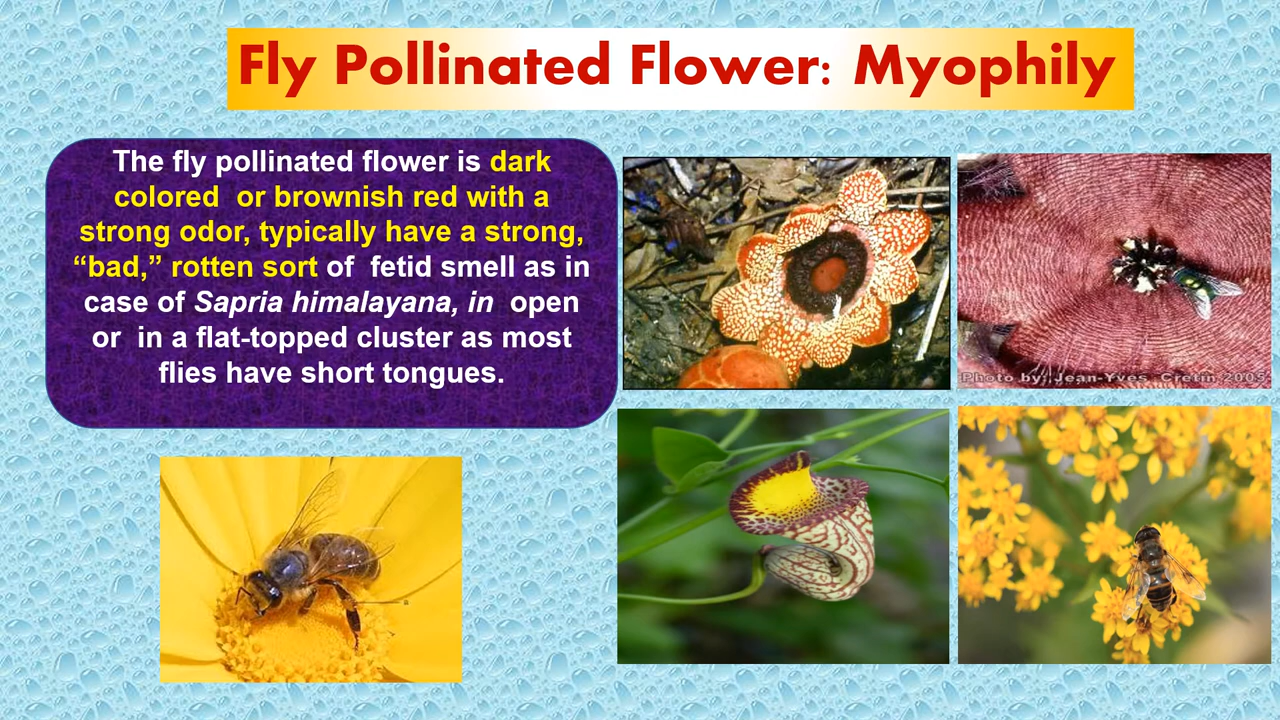 Fly Pollinated Flower: Myophily
The fly pollinated flower is dark
colored or brownish red with a
strong odor, typically have a strong,
“bad,” rotten sort of fetid smell as in
case of Sapria himalayana, in open
or in a flat-topped cluster as most
flies have short tongues.
Photo by: Jean-Yves Cretin 2005